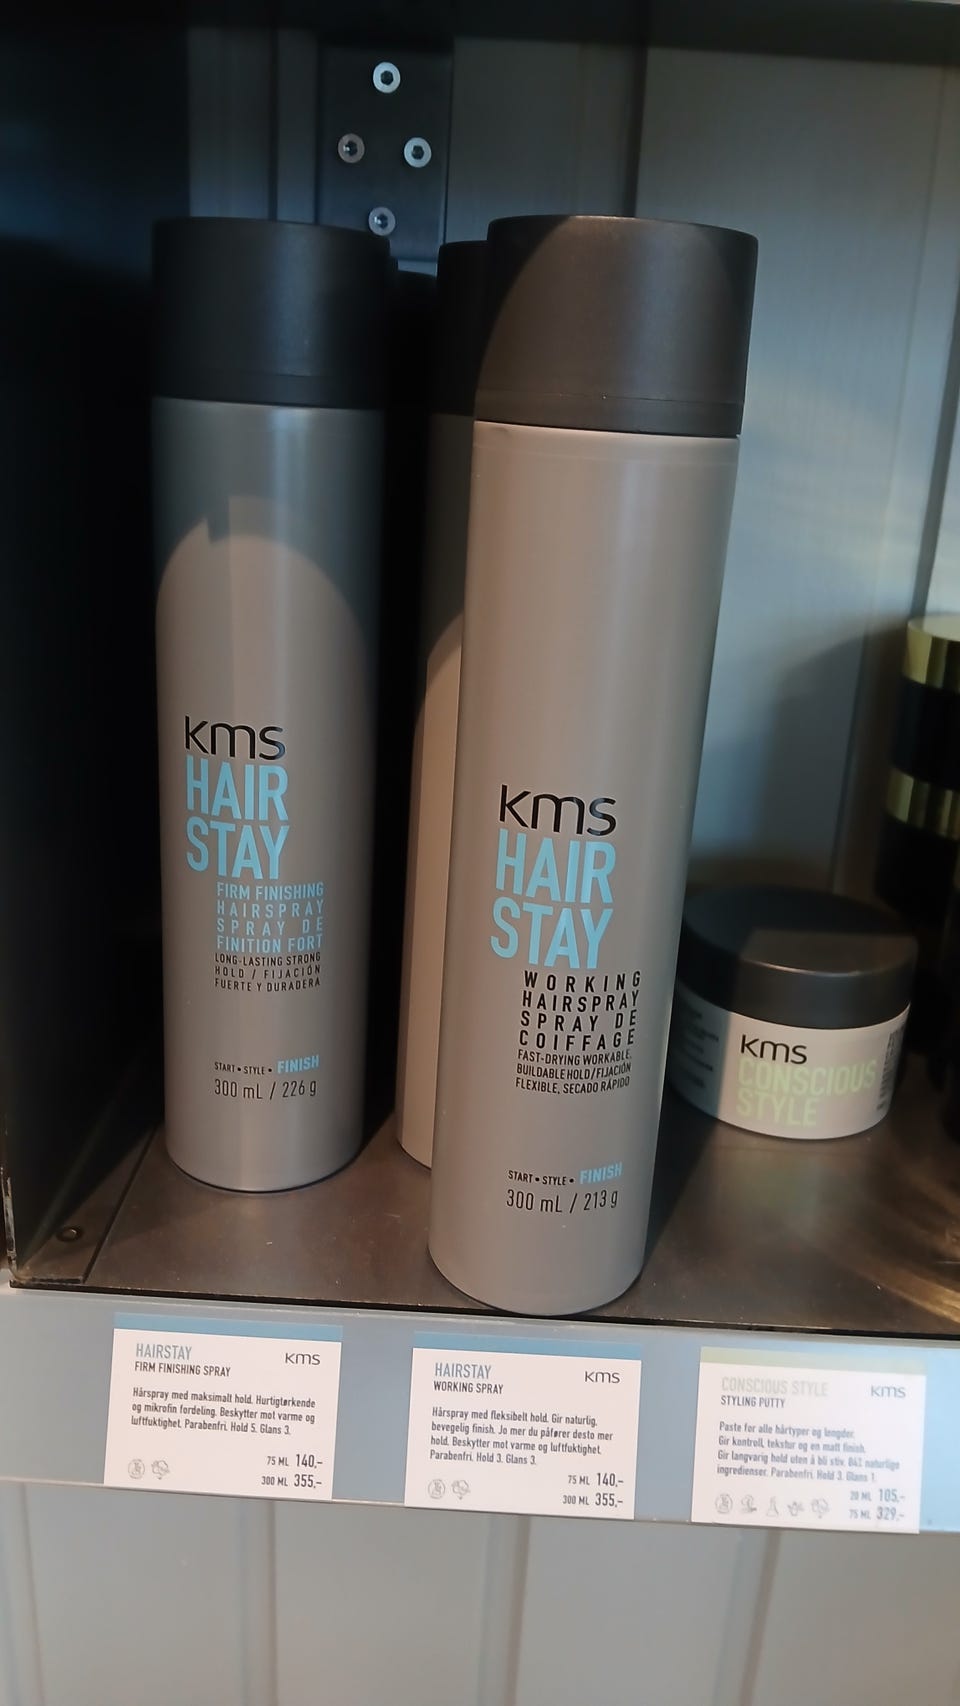 kms
HAIR
STAY
FIRM FINISHING
HAIRSPRAY
SPRAY DE
FINITION FORT
LONG-LASTING STRONG
HOLD / FIJACIÓN
FUERTE Y DURADERA
START • STYLE • FINISH
300 mL / 226 g
kms
HAIR
STAY
WORKING
HAIRSPRAY
SPRAY DE
COIFFAGE
FAST-DRYING WORKABLE,
BUILDABLE HOLD/FIJACIÓN
FLEXIBLE, SECADO RÁPIDO
START • STYLE • FINISH
300 mL / 213 g
kms
CONSCIOUS
STYLE
HAIRSTAY kms
FIRM FINISHING SPRAY
Hårspray med maksimalt hold. Hurtigtørkende
og mikrofin fordeling. Beskytter mot varme og
luftfuktighet. Parabenfri. Hold 5. Glans 3.
75 ML 140,-
300 ML 355,-
HAIRSTAY kms
WORKING SPRAY
Hårspray med fleksibelt hold. Gir naturlig,
bevegelig finish. Jo mer du påfører desto mer
hold. Beskytter mot varme og luftfuktighet.
Parabenfri. Hold 3. Glans 3.
75 ML 140,-
300 ML 355,-
CONSCIOUS STYLE kms
STYLING PUTTY
Paste for alle hårtyper og lengder.
Gir kontroll, tekstur og en matt finish.
Gir langvarig hold uten å bli stiv. 84% naturlige
ingredienser. Parabenfri. Hold 3. Glans 1.
20 ML 105,-
75 ML 329,-